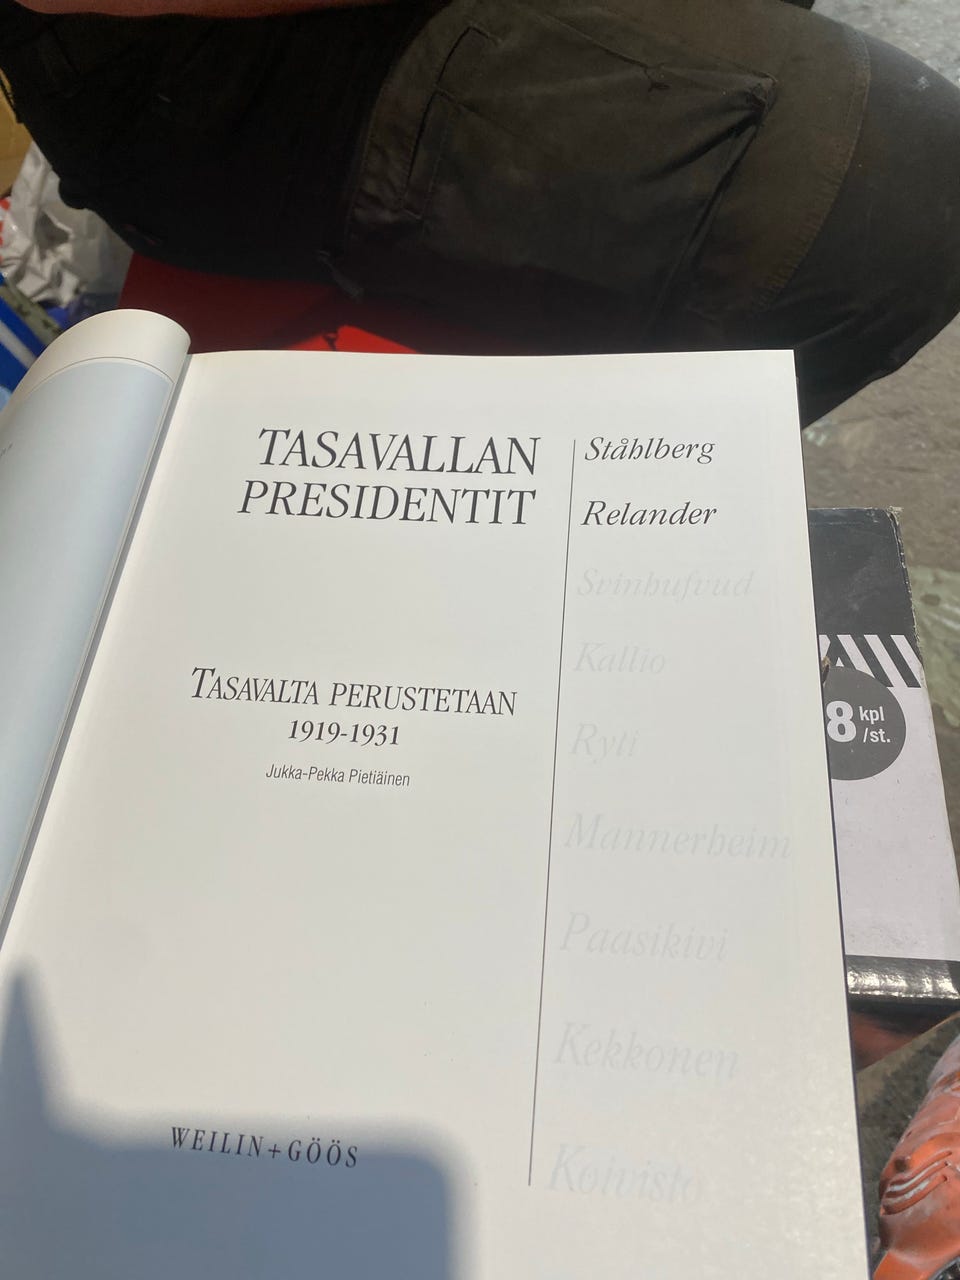 TASAVALLAN
PRESIDENTIT
TASAVALTA PERUSTETAAN
1919-1931
Jukka-Pekka Pietiäinen
WEILIN+GÖÖS
Ståhlberg
Relander
Svinhufvud
Kallio
Ryti
Mannerheim
Paasikivi
Kekkonen
Koivisto
8 kpl
/st.